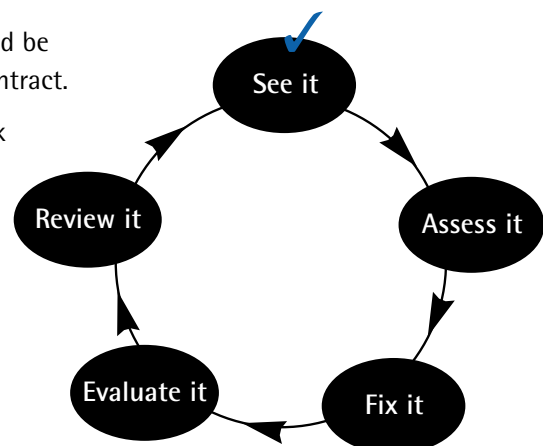 d be
ntract.
k
See it
Assess it
Fix it
Evaluate it
Review it